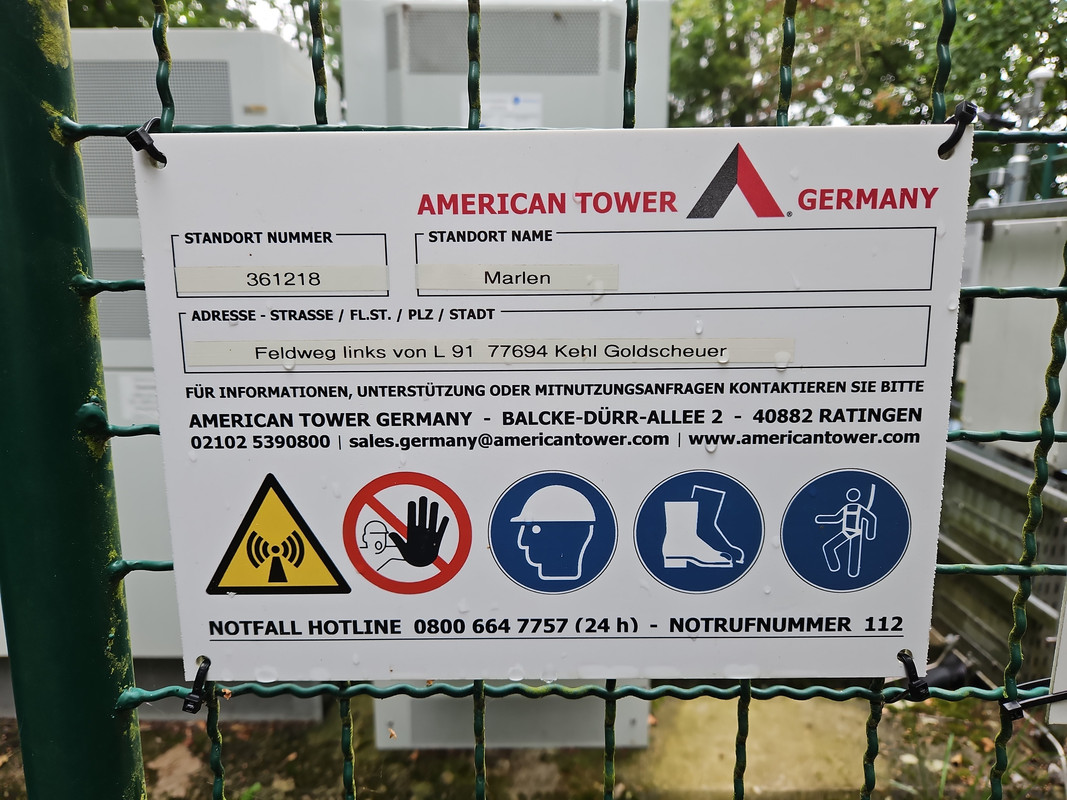 AMERICAN TOWER GERMANY
STANDORT NUMMER
361218
STANDORT NAME
Marlen
ADRESSE - STRASSE / FL.ST. / PLZ / STADT
Feldweg links von L 91 77694 Kehl Goldscheuer
FÜR INFORMATIONEN, UNTERSTÜTZUNG ODER MITNUTZUNGSANFRAGEN KONTAKTIEREN SIE BITTE
AMERICAN TOWER GERMANY - BALCKE-DÜRR-ALLEE 2 - 40882 RATINGEN
02102 5390800 | sales.germany@americantower.com | www.americantower.com
NOTFALL HOTLINE 0800 664 7757 (24 h) - NOTRUFNUMMER 112